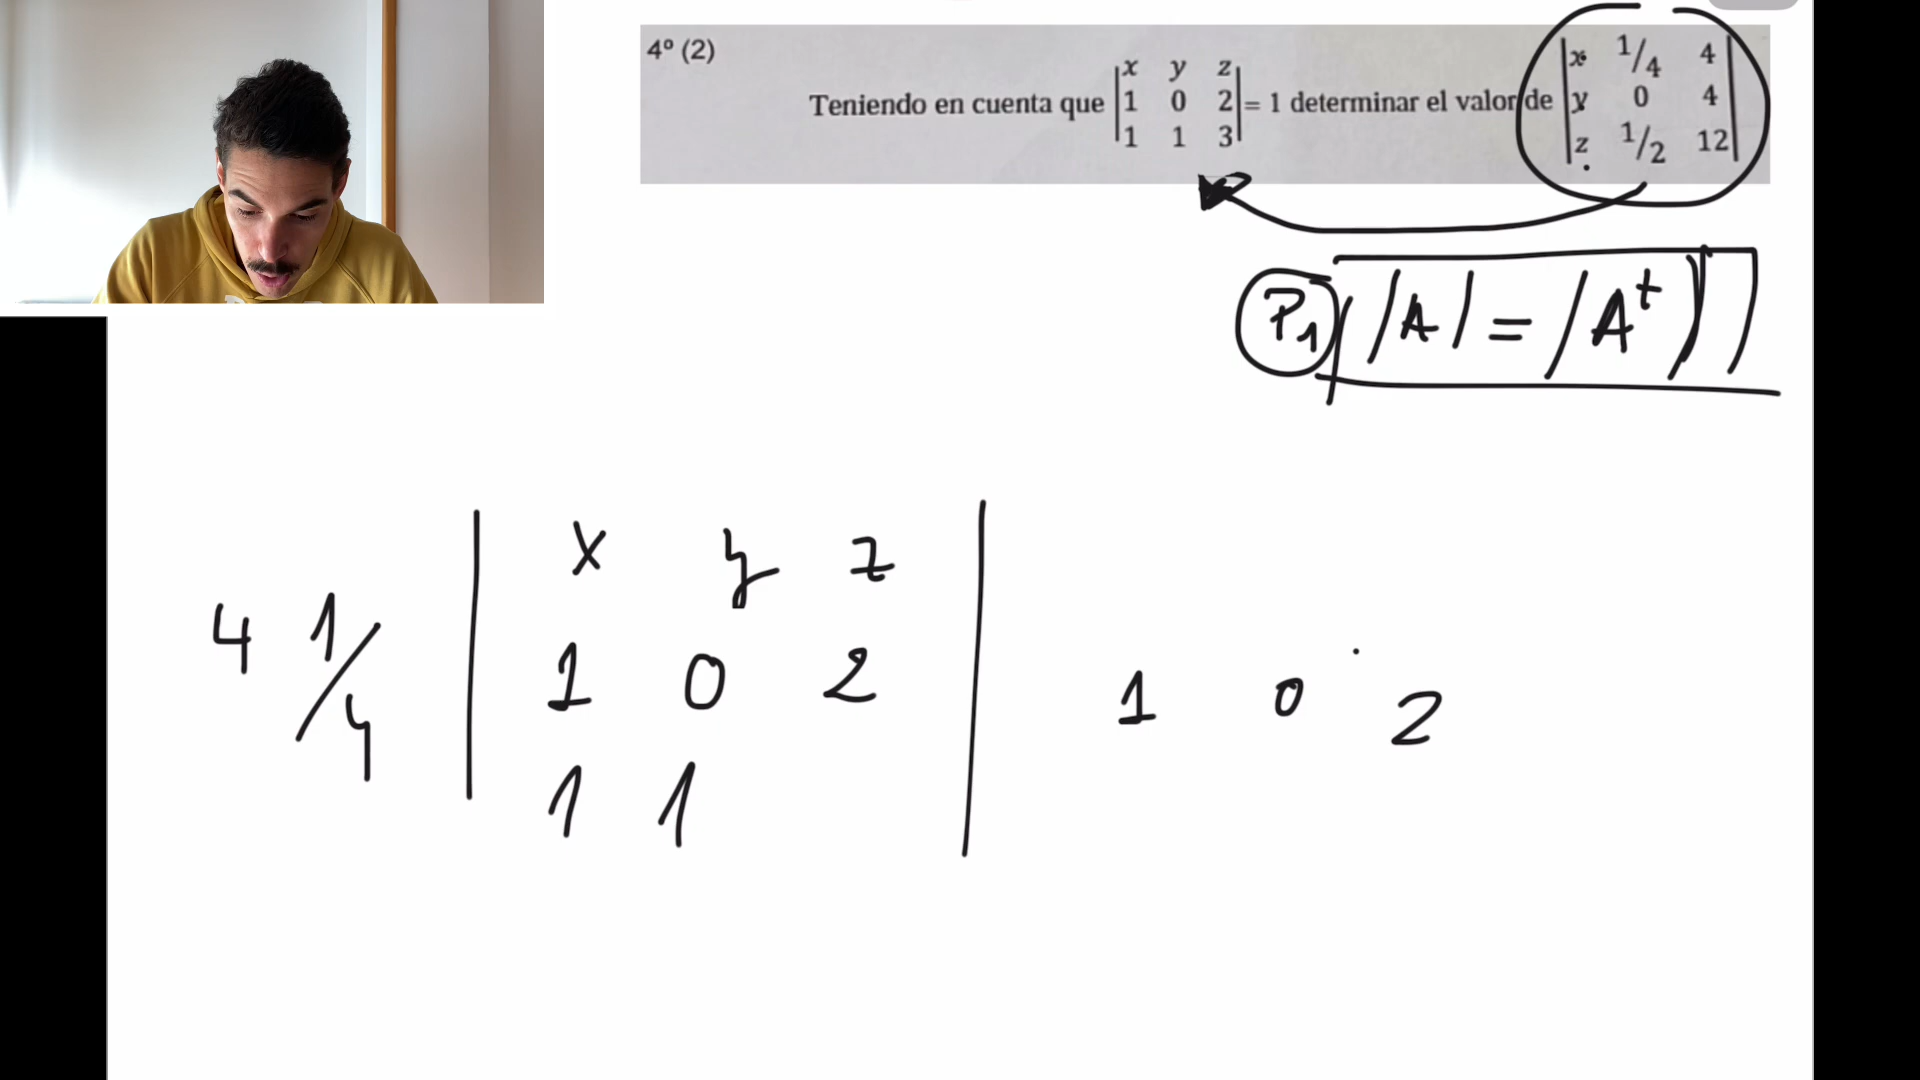 4º (2)
x y z
Teniendo en cuenta que |1 0 2| = 1 determinar el valor de
1 1 3
x 1/4 4
y 0 4
z 1/2 12
P1 |A| = |A^t|
x y z
4 1/4
1 0 2
1 1
1 0 2